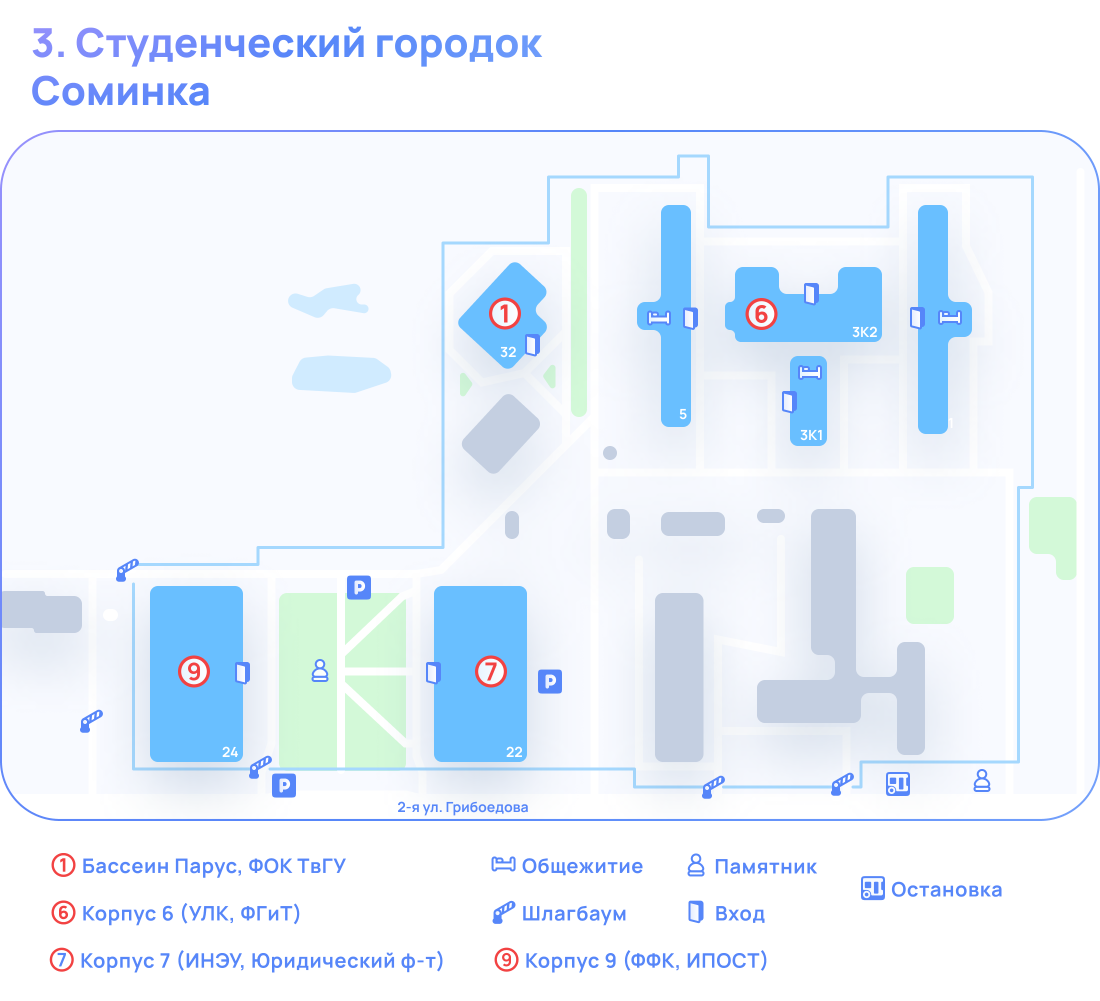 3. Студенческий городок
Соминка
1
32
6
3К2
5
3К1
P
9
7
P
24
22
P
2-я ул. Грибоедова
1 Бассеин Парус, ФОК ТвГУ
Общежитие
Памятник
Остановка
6 Корпус 6 (УЛК, ФГиТ)
Шлагбаум
Вход
7 Корпус 7 (ИНЭУ, Юридический ф-т)
9 Корпус 9 (ФФК, ИПОСТ)